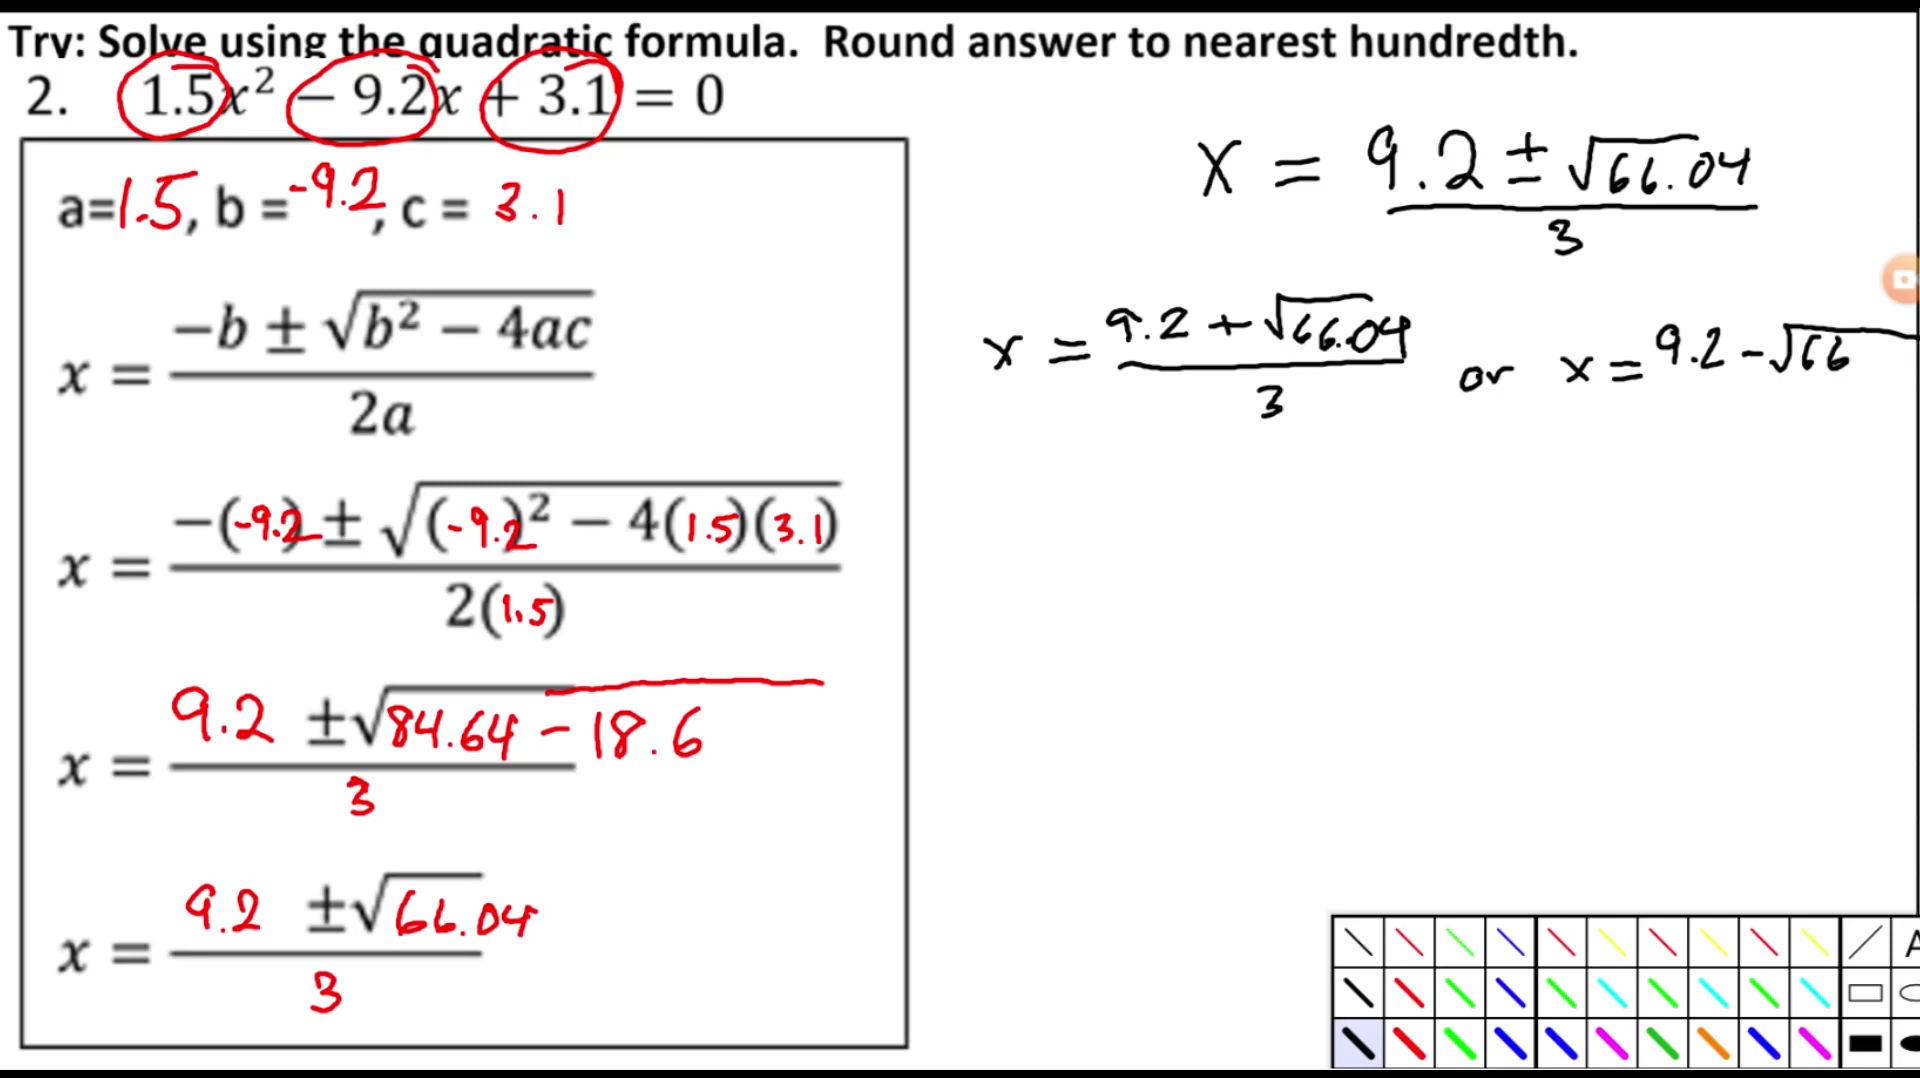 Try: Solve using the quadratic formula. Round answer to nearest hundredth.
2. 1.5x² − 9.2x + 3.1 = 0
a=1.5, b = -9.2, c = 3.1
x = (−b ± √(b² − 4ac)) / 2a
x = (−(-9.2) ± √((-9.2)² − 4(1.5)(3.1))) / 2(1.5)
x = (9.2 ±√(84.64 − 18.6)) / 3
x = (9.2 ±√66.04) / 3
x = (9.2 ± √66.04) / 3
x = (9.2 + √66.04) / 3 or x = 9.2 − √66
A